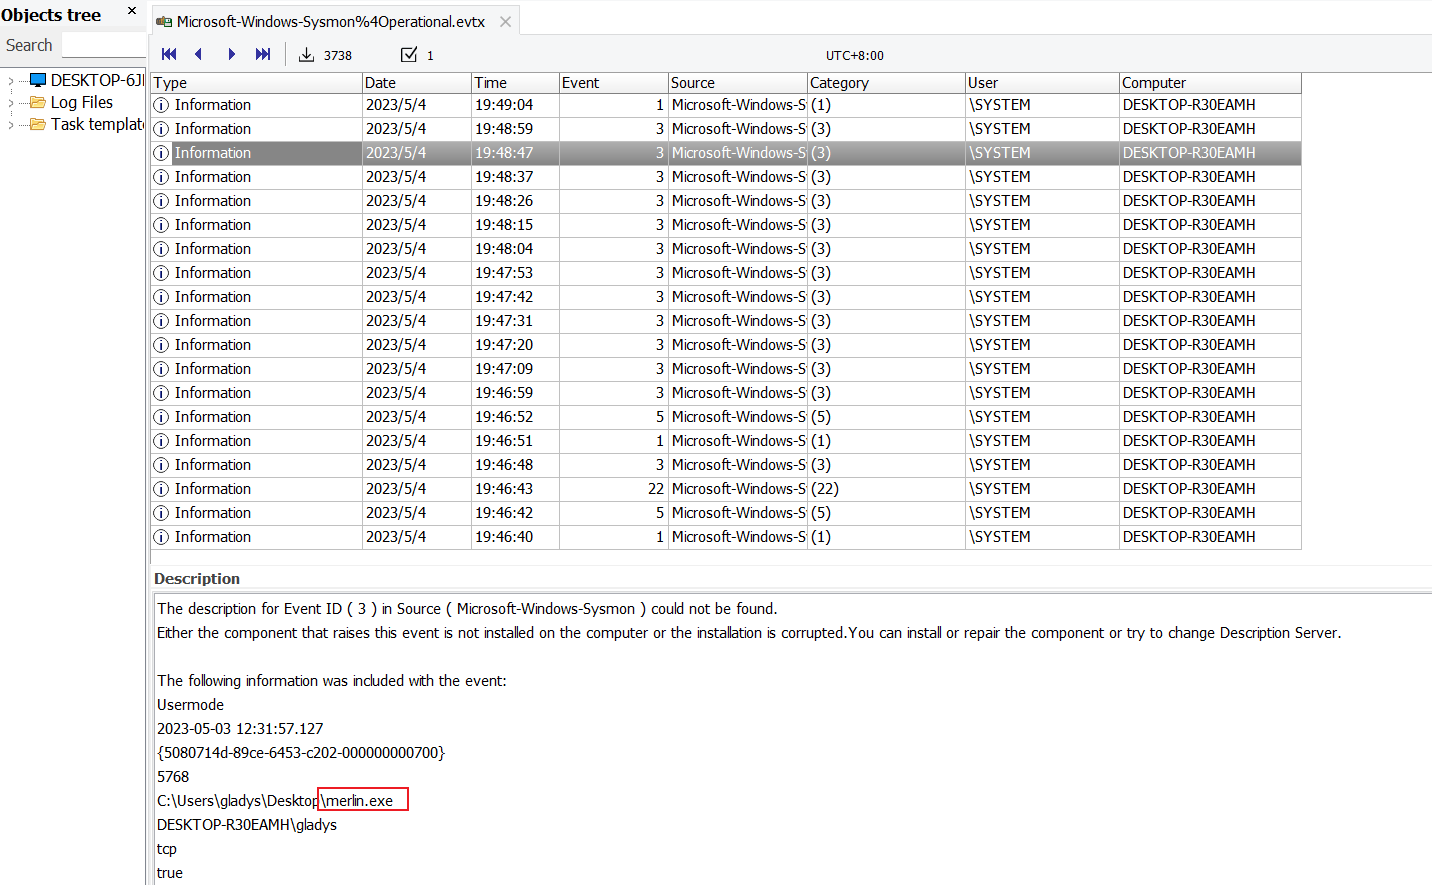 Objects tree ×
Search
DESKTOP-6J
Log Files
Task templat
Microsoft-Windows-Sysmon%4Operational.evtx ×
3738 1 UTC+8:00
Type Date Time Event Source Category User Computer
Information 2023/5/4 19:49:04 1 Microsoft-Windows-S (1) \SYSTEM DESKTOP-R30EAMH
Information 2023/5/4 19:48:59 3 Microsoft-Windows-S (3) \SYSTEM DESKTOP-R30EAMH
Information 2023/5/4 19:48:47 3 Microsoft-Windows-S (3) \SYSTEM DESKTOP-R30EAMH
Information 2023/5/4 19:48:37 3 Microsoft-Windows-S (3) \SYSTEM DESKTOP-R30EAMH
Information 2023/5/4 19:48:26 3 Microsoft-Windows-S (3) \SYSTEM DESKTOP-R30EAMH
Information 2023/5/4 19:48:15 3 Microsoft-Windows-S (3) \SYSTEM DESKTOP-R30EAMH
Information 2023/5/4 19:48:04 3 Microsoft-Windows-S (3) \SYSTEM DESKTOP-R30EAMH
Information 2023/5/4 19:47:53 3 Microsoft-Windows-S (3) \SYSTEM DESKTOP-R30EAMH
Information 2023/5/4 19:47:42 3 Microsoft-Windows-S (3) \SYSTEM DESKTOP-R30EAMH
Information 2023/5/4 19:47:31 3 Microsoft-Windows-S (3) \SYSTEM DESKTOP-R30EAMH
Information 2023/5/4 19:47:20 3 Microsoft-Windows-S (3) \SYSTEM DESKTOP-R30EAMH
Information 2023/5/4 19:47:09 3 Microsoft-Windows-S (3) \SYSTEM DESKTOP-R30EAMH
Information 2023/5/4 19:46:59 3 Microsoft-Windows-S (3) \SYSTEM DESKTOP-R30EAMH
Information 2023/5/4 19:46:52 5 Microsoft-Windows-S (5) \SYSTEM DESKTOP-R30EAMH
Information 2023/5/4 19:46:51 1 Microsoft-Windows-S (1) \SYSTEM DESKTOP-R30EAMH
Information 2023/5/4 19:46:48 3 Microsoft-Windows-S (3) \SYSTEM DESKTOP-R30EAMH
Information 2023/5/4 19:46:43 22 Microsoft-Windows-S (22) \SYSTEM DESKTOP-R30EAMH
Information 2023/5/4 19:46:42 5 Microsoft-Windows-S (5) \SYSTEM DESKTOP-R30EAMH
Information 2023/5/4 19:46:40 1 Microsoft-Windows-S (1) \SYSTEM DESKTOP-R30EAMH
Description
The description for Event ID ( 3 ) in Source ( Microsoft-Windows-Sysmon ) could not be found.
Either the component that raises this event is not installed on the computer or the installation is corrupted.You can install or repair the component or try to change Description Server.
The following information was included with the event:
Usermode
2023-05-03 12:31:57.127
{5080714d-89ce-6453-c202-000000000700}
5768
C:\Users\gladys\Desktop\merlin.exe
DESKTOP-R30EAMH\gladys
tcp
true